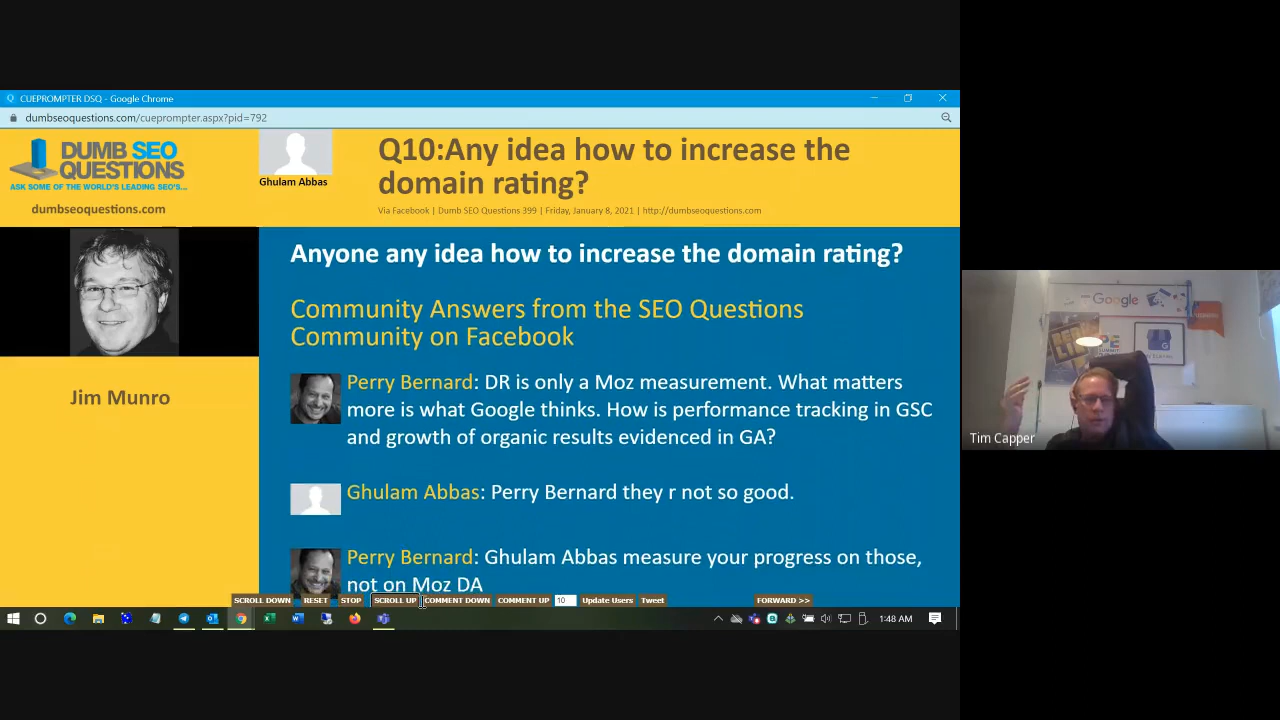 CUEPROMPTER DSQ - Google Chrome
dumbseoquestions.com/cueprompter.aspx?pid=792
DUMB SEO
QUESTIONS
ASK SOME OF THE WORLD'S LEADING SEO'S...
dumbseoquestions.com
Ghulam Abbas
Q10:Any idea how to increase the
domain rating?
Via Facebook | Dumb SEO Questions 399 | Friday, January 8, 2021 | http://dumbseoquestions.com
Jim Munro
Anyone any idea how to increase the domain rating?
Community Answers from the SEO Questions
Community on Facebook
Perry Bernard: DR is only a Moz measurement. What matters
more is what Google thinks. How is performance tracking in GSC
and growth of organic results evidenced in GA?
Ghulam Abbas: Perry Bernard they r not so good.
Perry Bernard: Ghulam Abbas measure your progress on those,
not on Moz DA
SCROLL DOWN RESET STOP SCROLL UP COMMENT DOWN COMMENT UP 10 Update Users Tweet FORWARD >>
1:48 AM
Google
Tim Capper